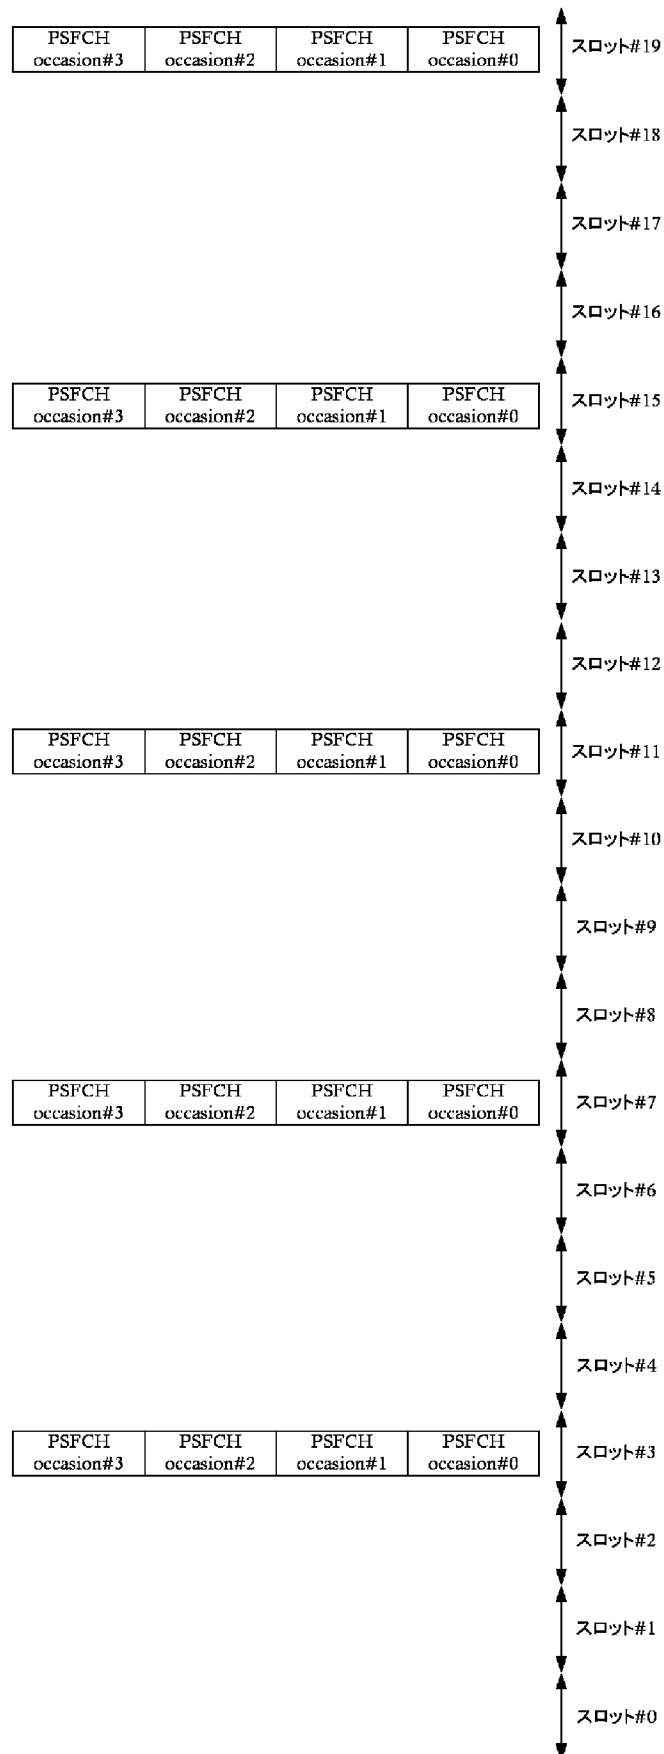 PSFCH occasion#3 PSFCH occasion#2 PSFCH occasion#1 PSFCH occasion#0 スロット#19
スロット#18
スロット#17
スロット#16
PSFCH occasion#3 PSFCH occasion#2 PSFCH occasion#1 PSFCH occasion#0 スロット#15
スロット#14
スロット#13
スロット#12
PSFCH occasion#3 PSFCH occasion#2 PSFCH occasion#1 PSFCH occasion#0 スロット#11
スロット#10
スロット#9
スロット#8
PSFCH occasion#3 PSFCH occasion#2 PSFCH occasion#1 PSFCH occasion#0 スロット#7
スロット#6
スロット#5
スロット#4
PSFCH occasion#3 PSFCH occasion#2 PSFCH occasion#1 PSFCH occasion#0 スロット#3
スロット#2
スロット#1
スロット#0